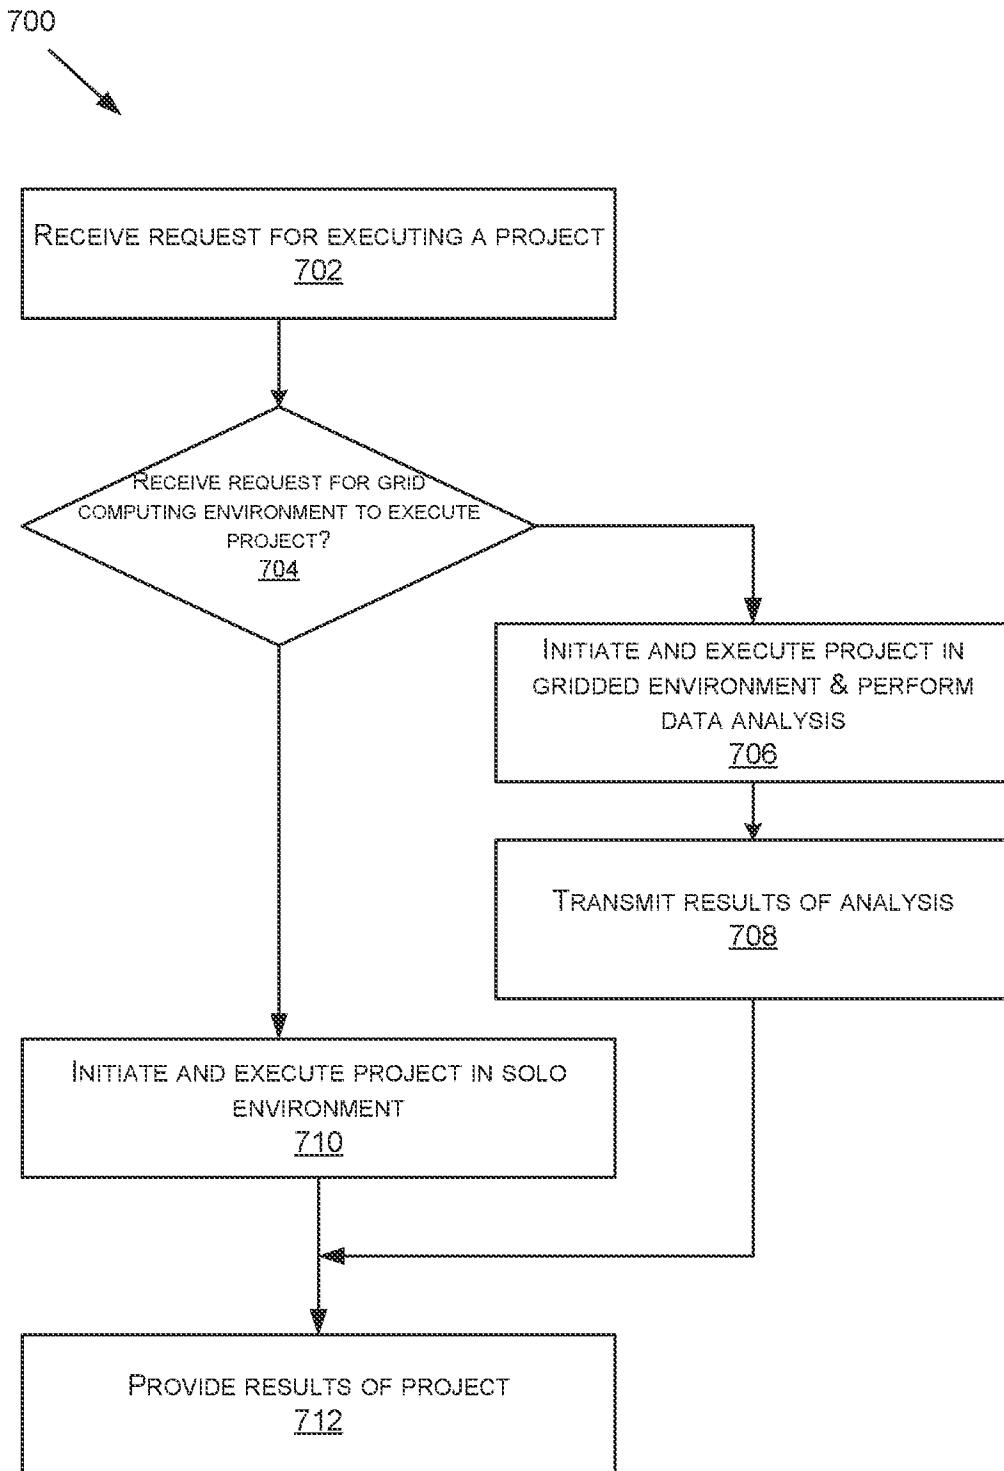 700
RECEIVE REQUEST FOR EXECUTING A PROJECT
702
RECEIVE REQUEST FOR GRID
COMPUTING ENVIRONMENT TO EXECUTE
PROJECT?
704
INITIATE AND EXECUTE PROJECT IN
GRIDDED ENVIRONMENT & PERFORM
DATA ANALYSIS
706
TRANSMIT RESULTS OF ANALYSIS
708
INITIATE AND EXECUTE PROJECT IN SOLO
ENVIRONMENT
710
PROVIDE RESULTS OF PROJECT
712